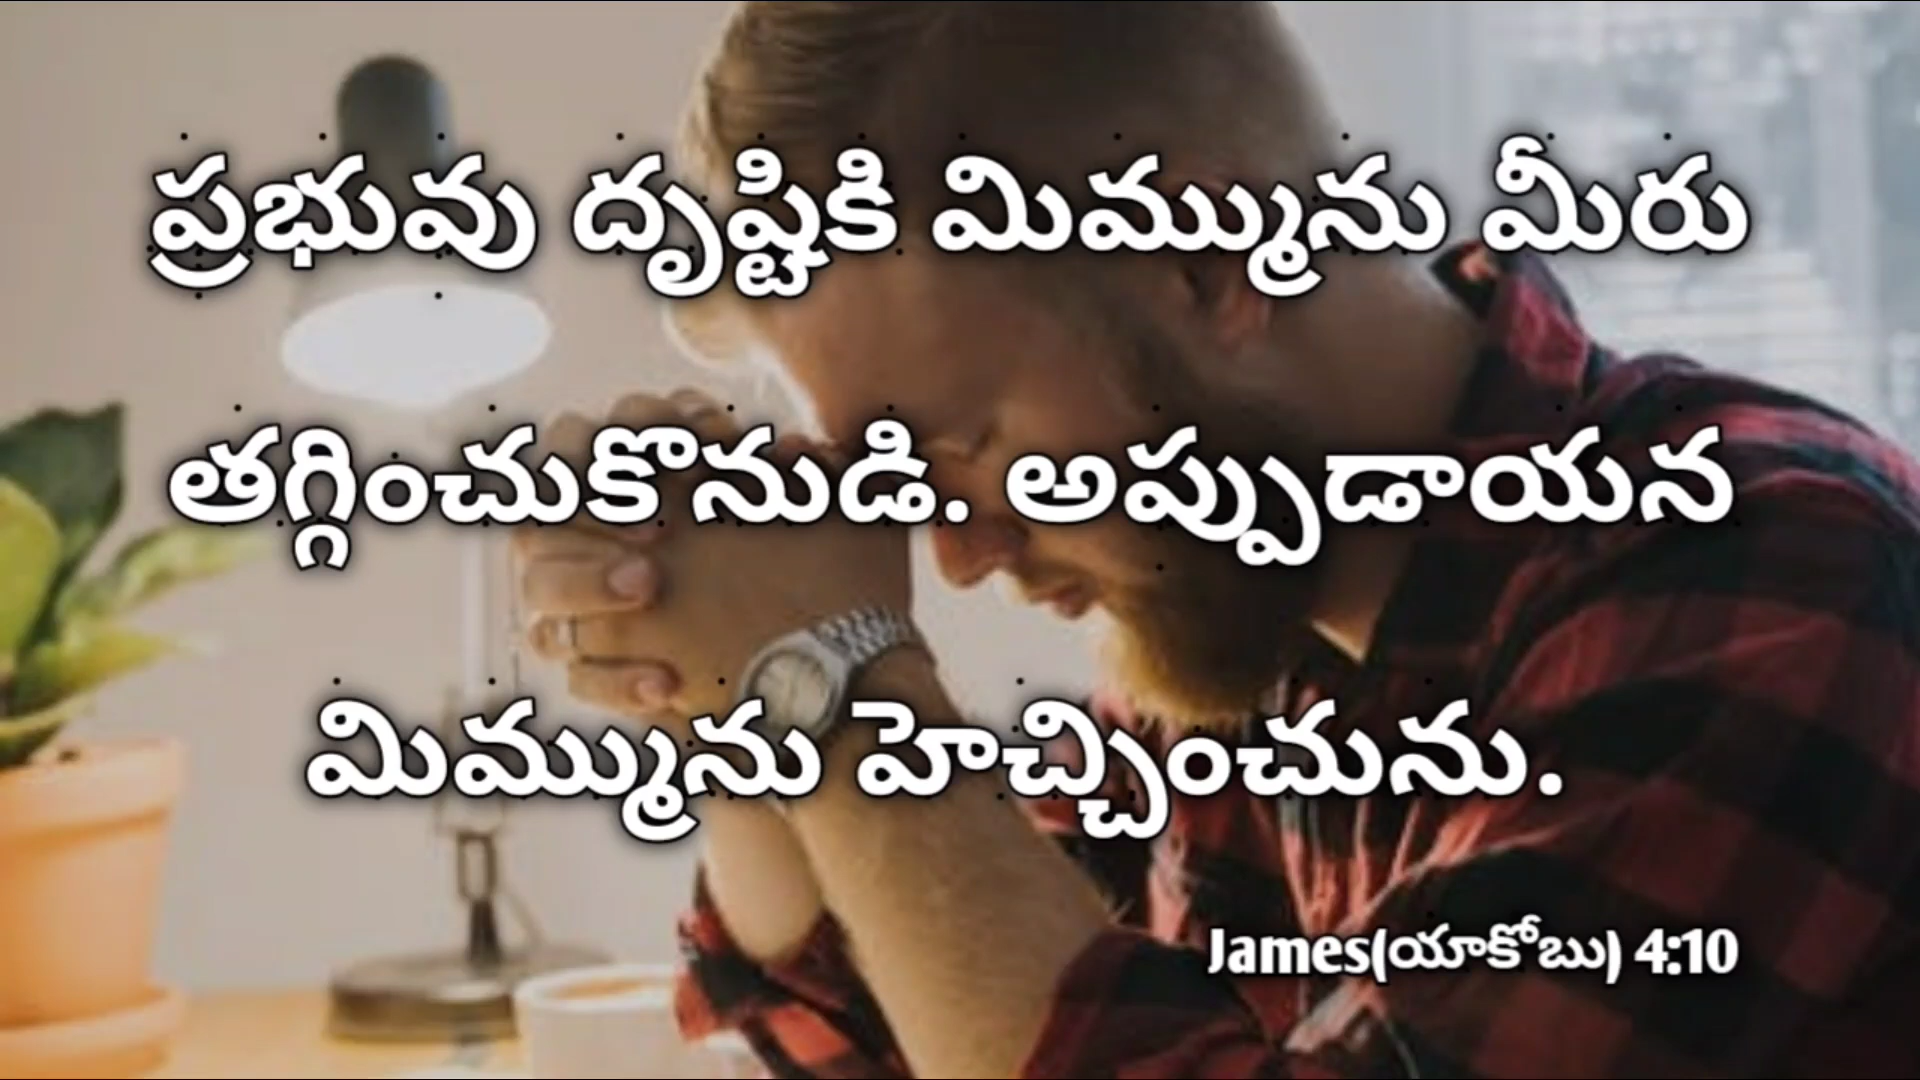 ప్రభువు దృష్టికి మిమ్మును మీరు
తగ్గించుకొనుడి. అప్పుడాయన
మిమ్మును హెచ్చించును.
James(యాకోబు) 4:10